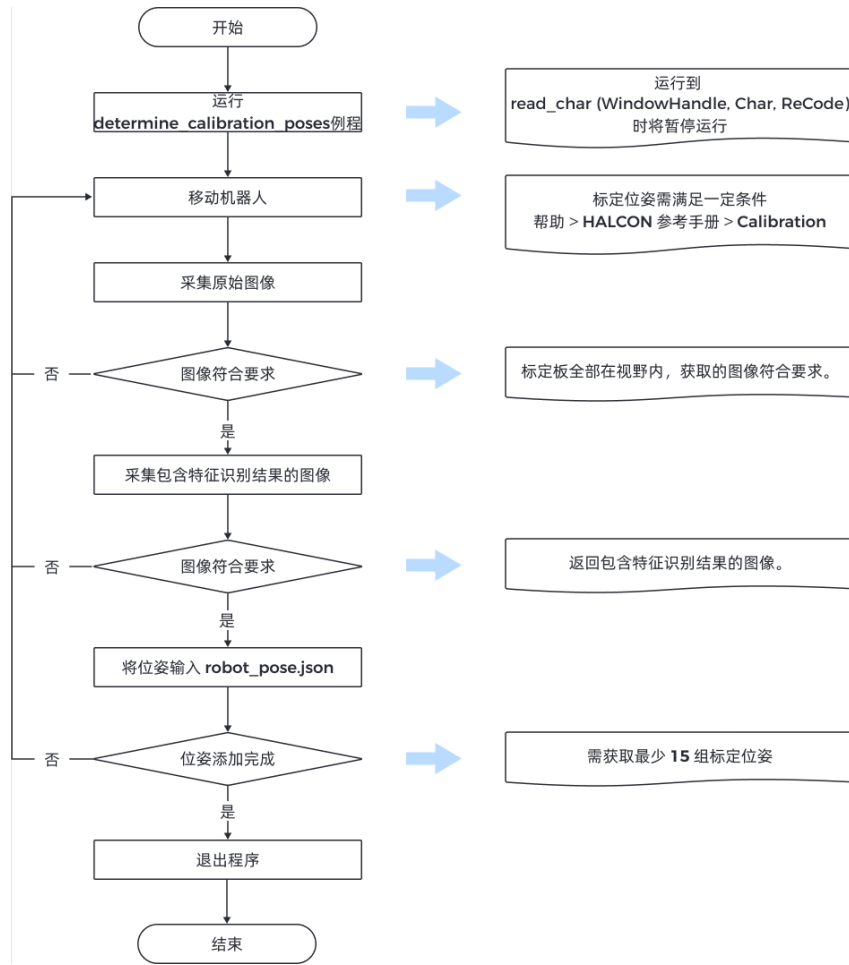 开始
运行
determine_calibration_poses例程
运行到
read_char (WindowHandle, Char, ReCode)
时将暂停运行
移动机器人
标定位姿需满足一定条件
帮助 > HALCON 参考手册 > Calibration
采集原始图像
否
图像符合要求
标定板全部在视野内，获取的图像符合要求。
是
采集包含特征识别结果的图像
否
图像符合要求
返回包含特征识别结果的图像。
是
将位姿输入 robot_pose.json
否
位姿添加完成
需获取最少 15 组标定位姿
是
退出程序
结束